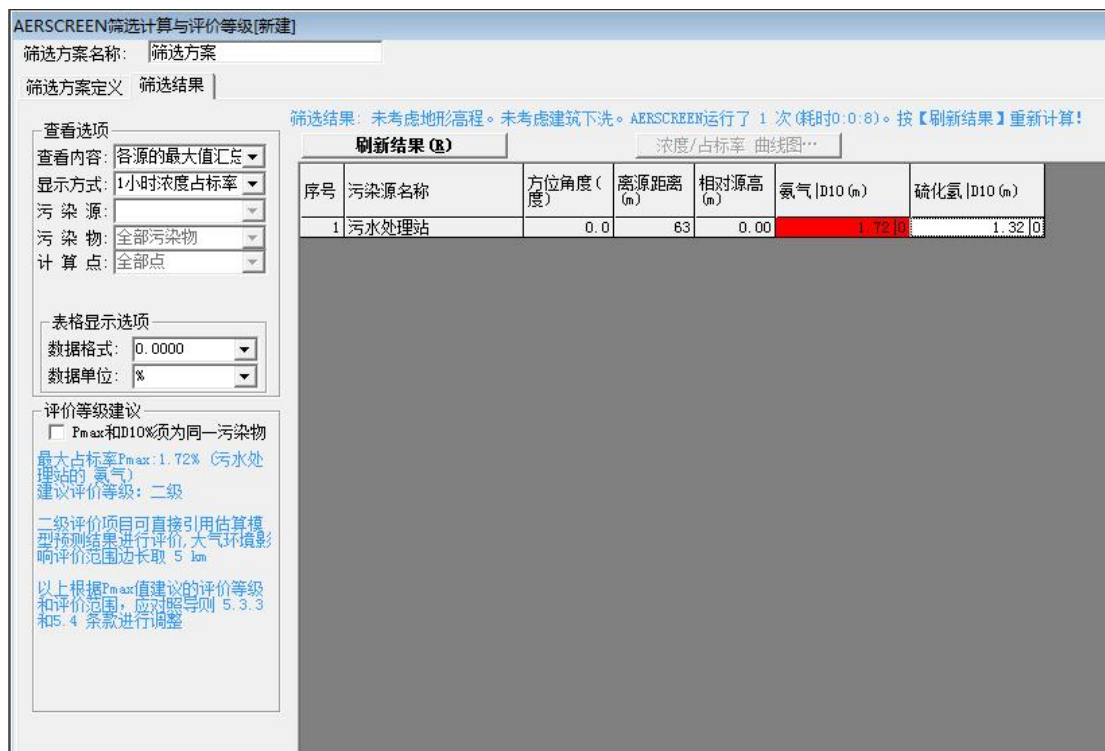 AERSCREEN筛选计算与评价等级[新建]
筛选方案名称: 筛选方案
筛选方案定义 筛选结果
筛选结果: 未考虑地形高程。未考虑建筑下洗。AERSCREEN运行了 1 次(耗时0:0:8)。按【刷新结果】重新计算!
刷新结果(R) 浓度/占标率 曲线图…
查看选项
查看内容: 各源的最大值汇总
显示方式: 1小时浓度占标率
污 染 源:
污 染 物: 全部污染物
计 算 点: 全部点
序号 污染源名称 方位角度(度) 离源距离(m) 相对源高(m) 氨气|D10(m) 硫化氢|D10(m)
1 污水处理站 0.0 63 0.00 1.72|0 1.32|0
表格显示选项
数据格式: 0.0000
数据单位: %
评价等级建议
Pmax和D10%须为同一污染物
最大占标率Pmax:1.72% (污水处
理站的 氨气)
建议评价等级: 二级
二级评价项目可直接引用估算模
型预测结果进行评价,大气环境影
响评价范围边长取 5 km
以上根据Pmax值建议的评价等级
和评价范围,应对照导则 5.3.3
和5.4 条款进行调整